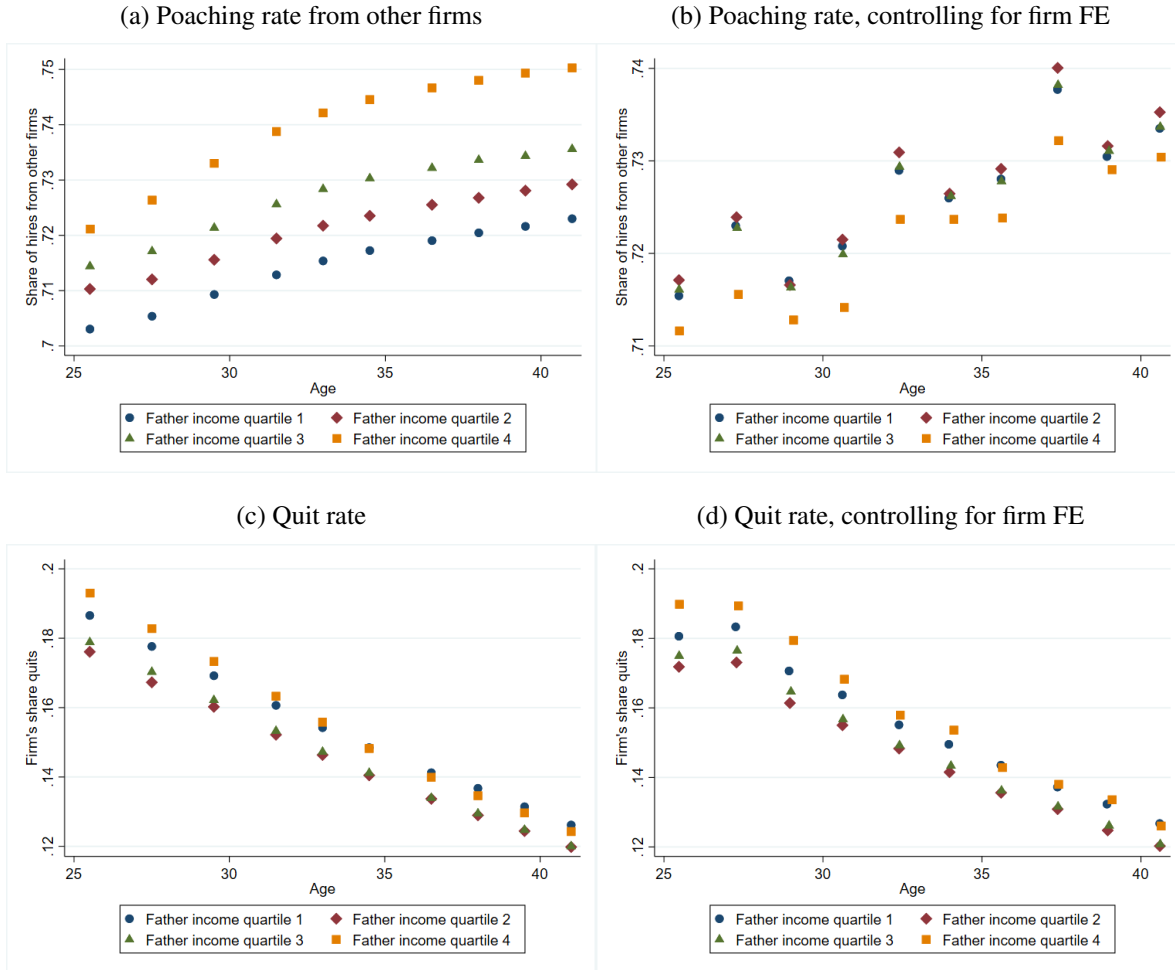 (a) Poaching rate from other firms
(b) Poaching rate, controlling for firm FE
Share of hires from other firms
.75
.74
.73
.72
.71
.7
25
30
35
40
Age
Father income quartile 1
Father income quartile 2
Father income quartile 3
Father income quartile 4
Share of hires from other firms
.74
.73
.72
.71
25
30
35
40
Age
Father income quartile 1
Father income quartile 2
Father income quartile 3
Father income quartile 4
(c) Quit rate
(d) Quit rate, controlling for firm FE
Firm's share quits
.2
.18
.16
.14
.12
25
30
35
40
Age
Father income quartile 1
Father income quartile 2
Father income quartile 3
Father income quartile 4
Firm's share quits
.2
.18
.16
.14
.12
25
30
35
40
Age
Father income quartile 1
Father income quartile 2
Father income quartile 3
Father income quartile 4